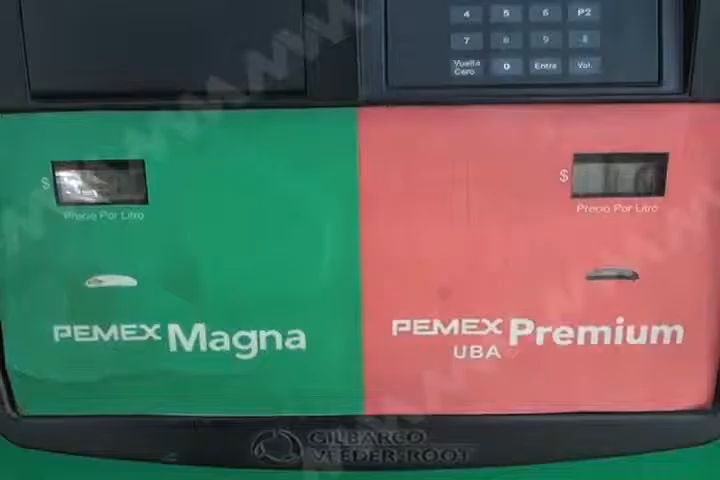 4 5 6 P2
7 8 9
Vuelta Cero 0 Entra Vol.
$
Precio Por Litro
$
Precio Por Litro
PEMEX Magna
PEMEX Premium
UBA
GILBARCO
VEEDER-ROOT